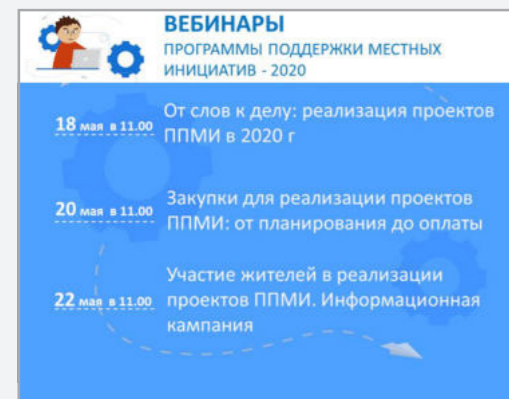 ВЕБИНАРЫ
ПРОГРАММЫ ПОДДЕРЖКИ МЕСТНЫХ
ИНИЦИАТИВ - 2020
18 мая в 11.00
От слов к делу: реализация проектов
ППМИ в 2020 г
20 мая в 11.00
Закупки для реализации проектов
ППМИ: от планирования до оплаты
22 мая в 11.00
Участие жителей в реализации
проектов ППМИ. Информационная
кампания